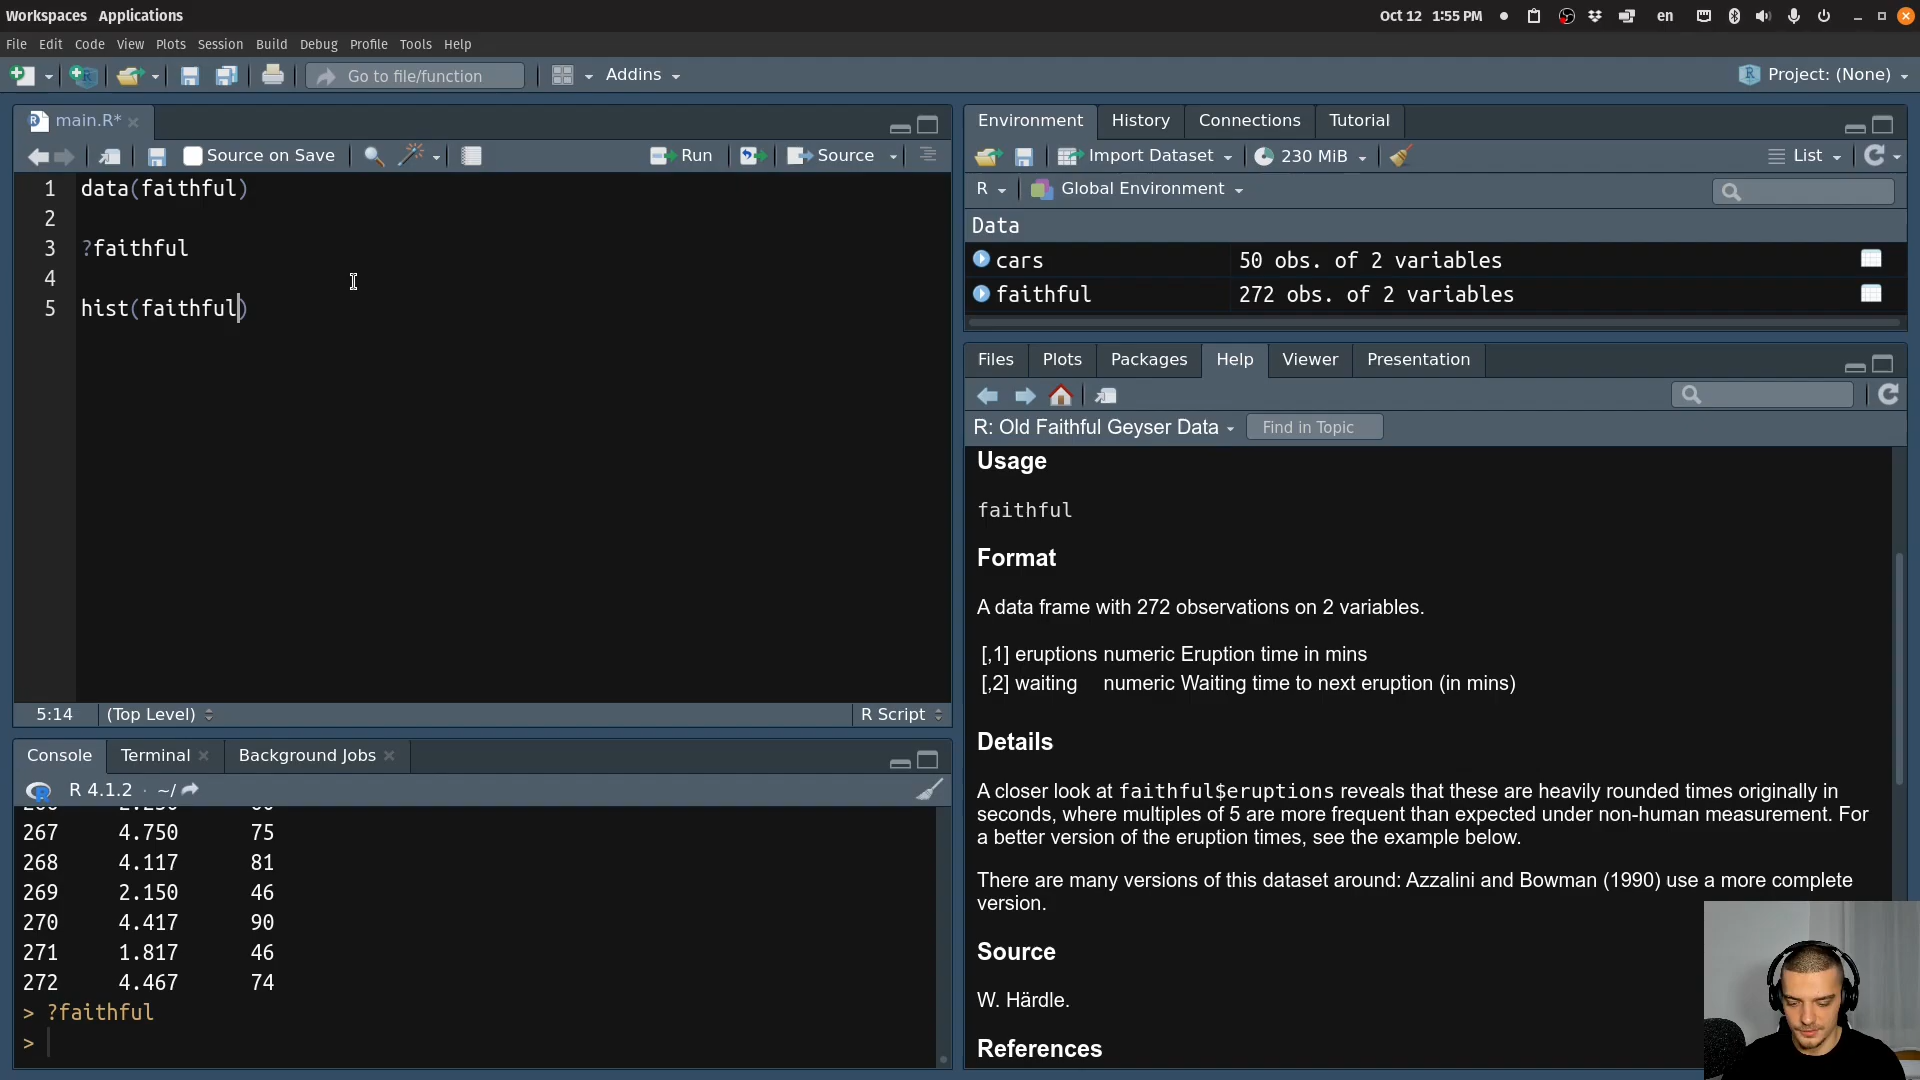 Workspaces Applications
Oct 12 1:55 PM en
File Edit Code View Plots Session Build Debug Profile Tools Help
Go to file/function Addins Project: (None)
main.R*
Source on Save Run Source
1 data(faithful)
2
3 ?faithful
4
5 hist(faithful)
5:14 (Top Level) R Script
Console Terminal Background Jobs
R 4.1.2 · ~/
267 4.750 75
268 4.117 81
269 2.150 46
270 4.417 90
271 1.817 46
272 4.467 74
> ?faithful
>
Environment History Connections Tutorial
Import Dataset 230 MiB List
R Global Environment
Data
cars 50 obs. of 2 variables
faithful 272 obs. of 2 variables
Files Plots Packages Help Viewer Presentation
R: Old Faithful Geyser Data Find in Topic
Usage
faithful
Format
A data frame with 272 observations on 2 variables.
[,1] eruptions numeric Eruption time in mins
[,2] waiting numeric Waiting time to next eruption (in mins)
Details
A closer look at faithful$eruptions reveals that these are heavily rounded times originally in
seconds, where multiples of 5 are more frequent than expected under non-human measurement. For
a better version of the eruption times, see the example below.
There are many versions of this dataset around: Azzalini and Bowman (1990) use a more complete
version.
Source
W. Härdle.
References